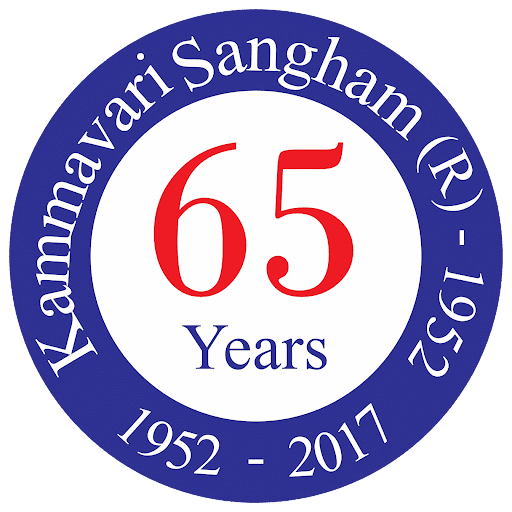 Kammavari Sangham (R) - 1952
65
Years
1952 - 2017